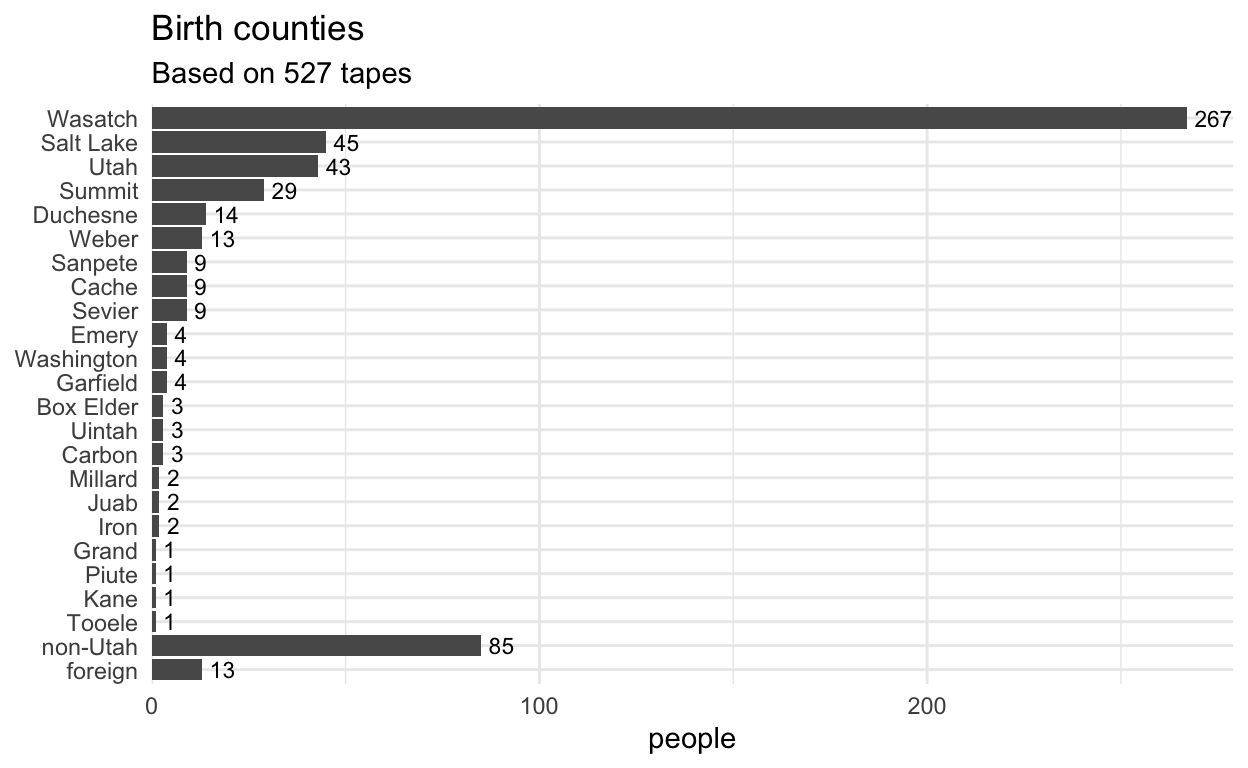 Birth counties
Based on 527 tapes
Wasatch 267
Salt Lake 45
Utah 43
Summit 29
Duchesne 14
Weber 13
Sanpete 9
Cache 9
Sevier 9
Emery 4
Washington 4
Garfield 4
Box Elder 3
Uintah 3
Carbon 3
Millard 2
Juab 2
Iron 2
Grand 1
Piute 1
Kane 1
Tooele 1
non-Utah 85
foreign 13
0 100 200
people